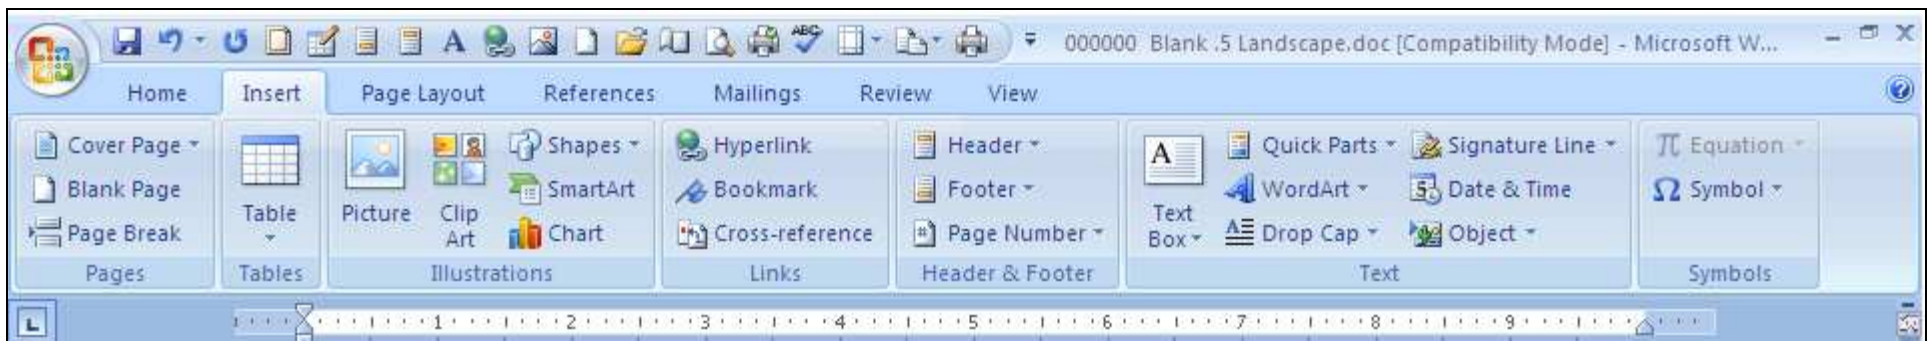 000000 Blank .5 Landscape.doc [Compatibility Mode] - Microsoft W...
Home Insert Page Layout References Mailings Review View
Cover Page
Blank Page
Page Break
Pages
Table
Tables
Picture
Clip
Art
Shapes
SmartArt
Chart
Illustrations
Hyperlink
Bookmark
Cross-reference
Links
Header
Footer
Page Number
Header & Footer
A
Text
Box
Quick Parts
WordArt
Drop Cap
Signature Line
Date & Time
Object
Text
π Equation
Ω Symbol
Symbols
1 2 3 4 5 6 7 8 9